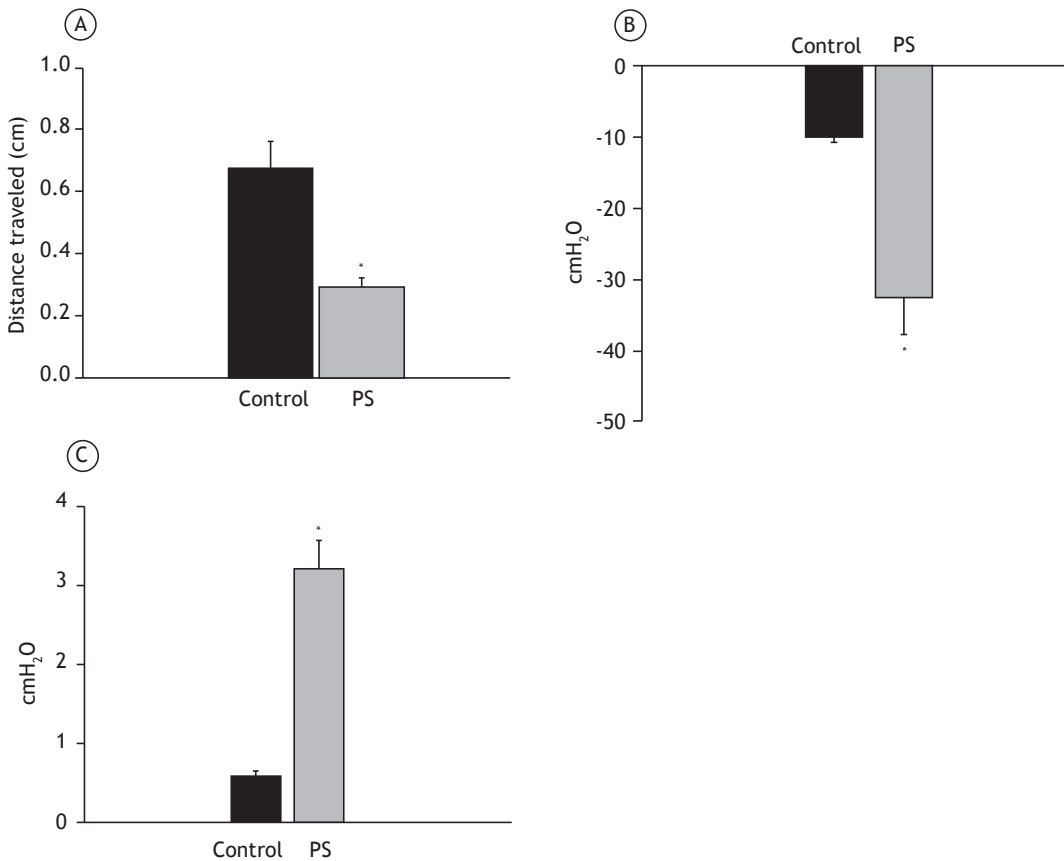 A
Distance traveled (cm)
1.0
0.8
0.6
0.4
0.2
0.0
*
Control PS
B
Control PS
cmH₂O
0
-10
-20
-30
-40
-50
*
C
cmH₂O
4
3
2
1
0
*
Control PS